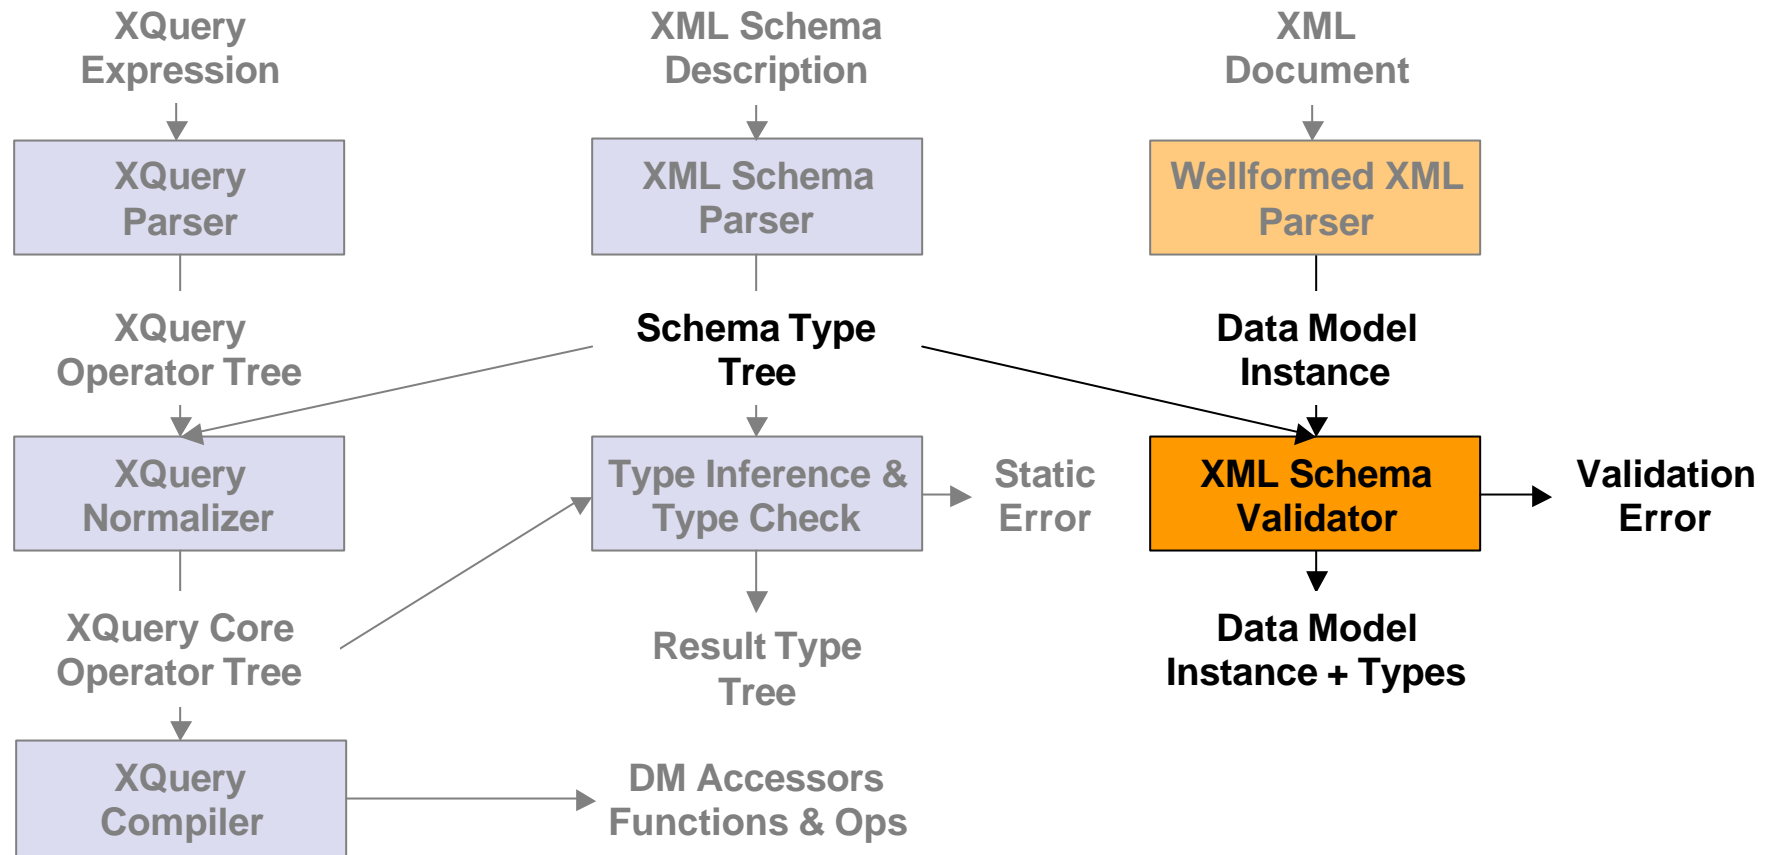 XQuery
Expression
XML Schema
Description
XML
Document
XQuery
Parser
XML Schema
Parser
Wellformed XML
Parser
XQuery
Operator Tree
Schema Type
Tree
Data Model
Instance
XQuery
Normalizer
Type Inference &
Type Check
Static
Error
XML Schema
Validator
Validation
Error
XQuery Core
Operator Tree
Result Type
Tree
Data Model
Instance + Types
XQuery
Compiler
DM Accessors
Functions & Ops